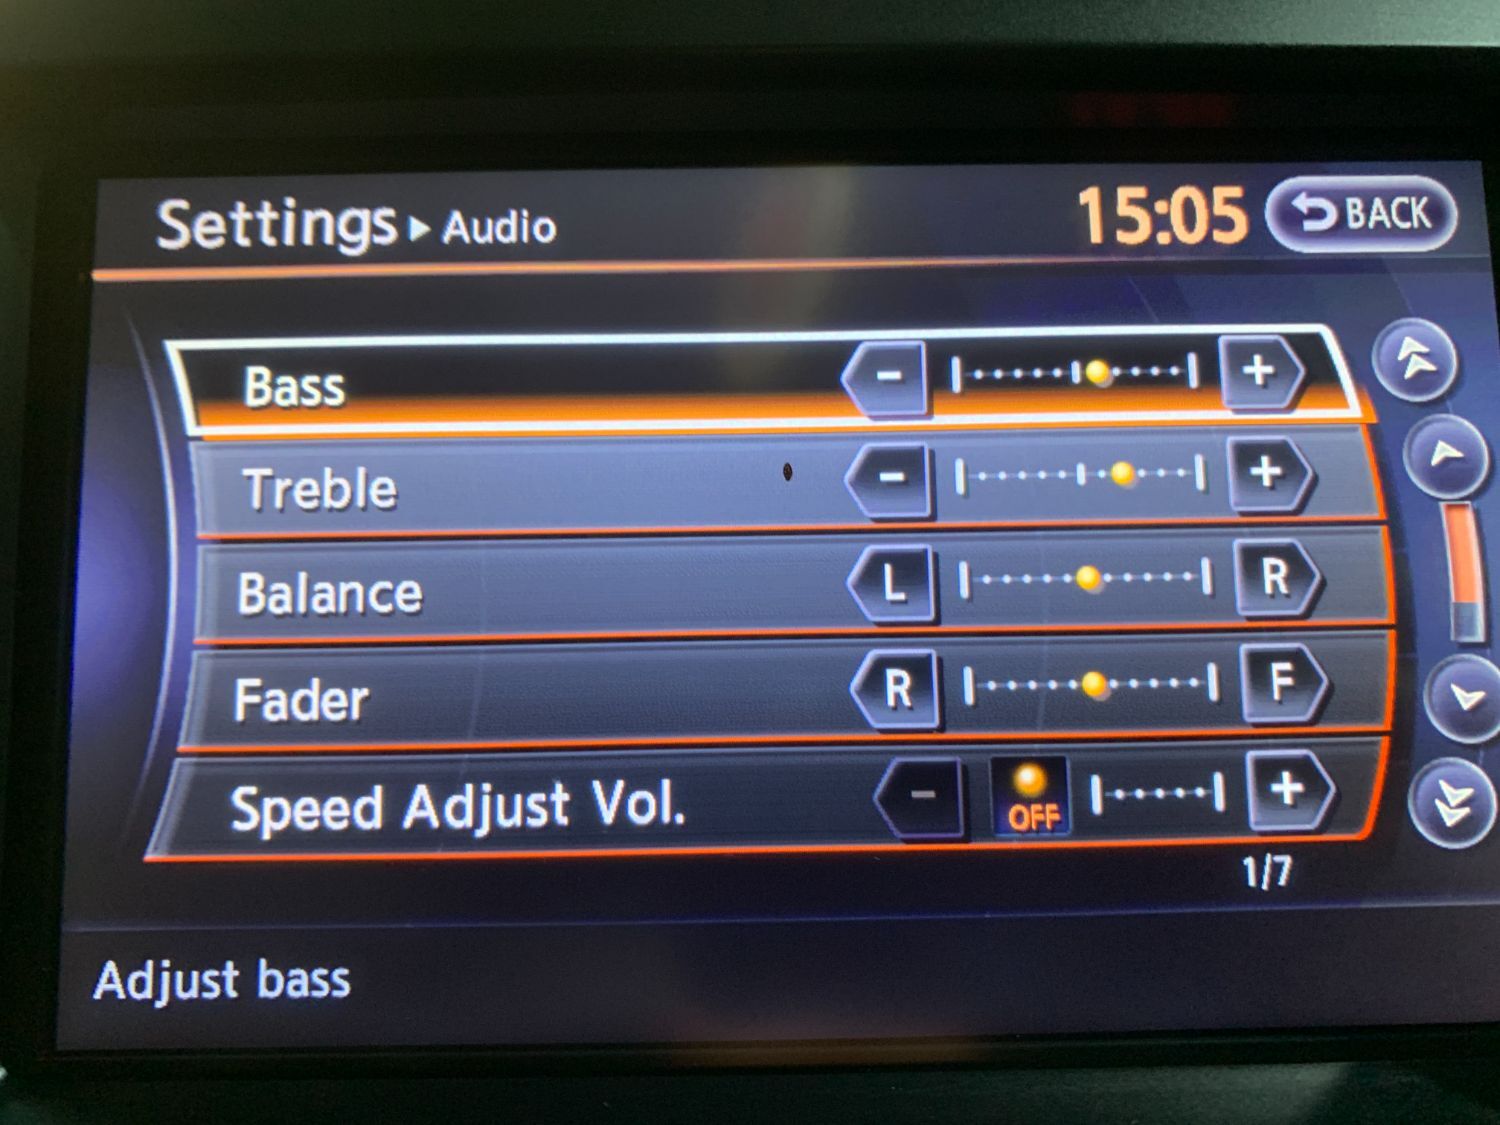 Settings ▸ Audio 15:05 BACK
Bass - +
Treble - +
Balance L R
Fader R F
Speed Adjust Vol. - OFF +
1/7
Adjust bass